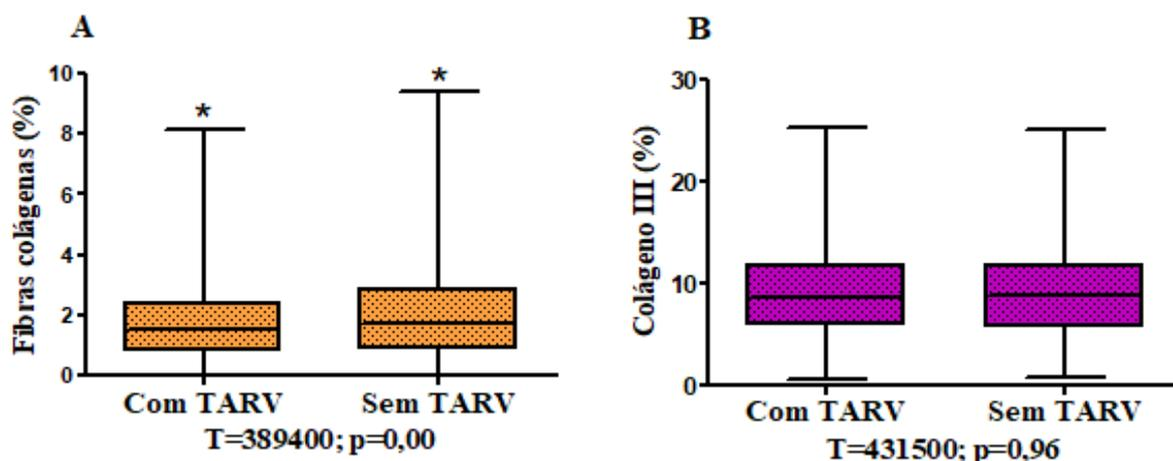 A
Fibras colágenas (%)
10
8
6
4
2
0
*
*
Com TARV
Sem TARV
T=389400; p=0,00
B
Colágeno III (%)
30
20
10
0
Com TARV
Sem TARV
T=431500; p=0,96